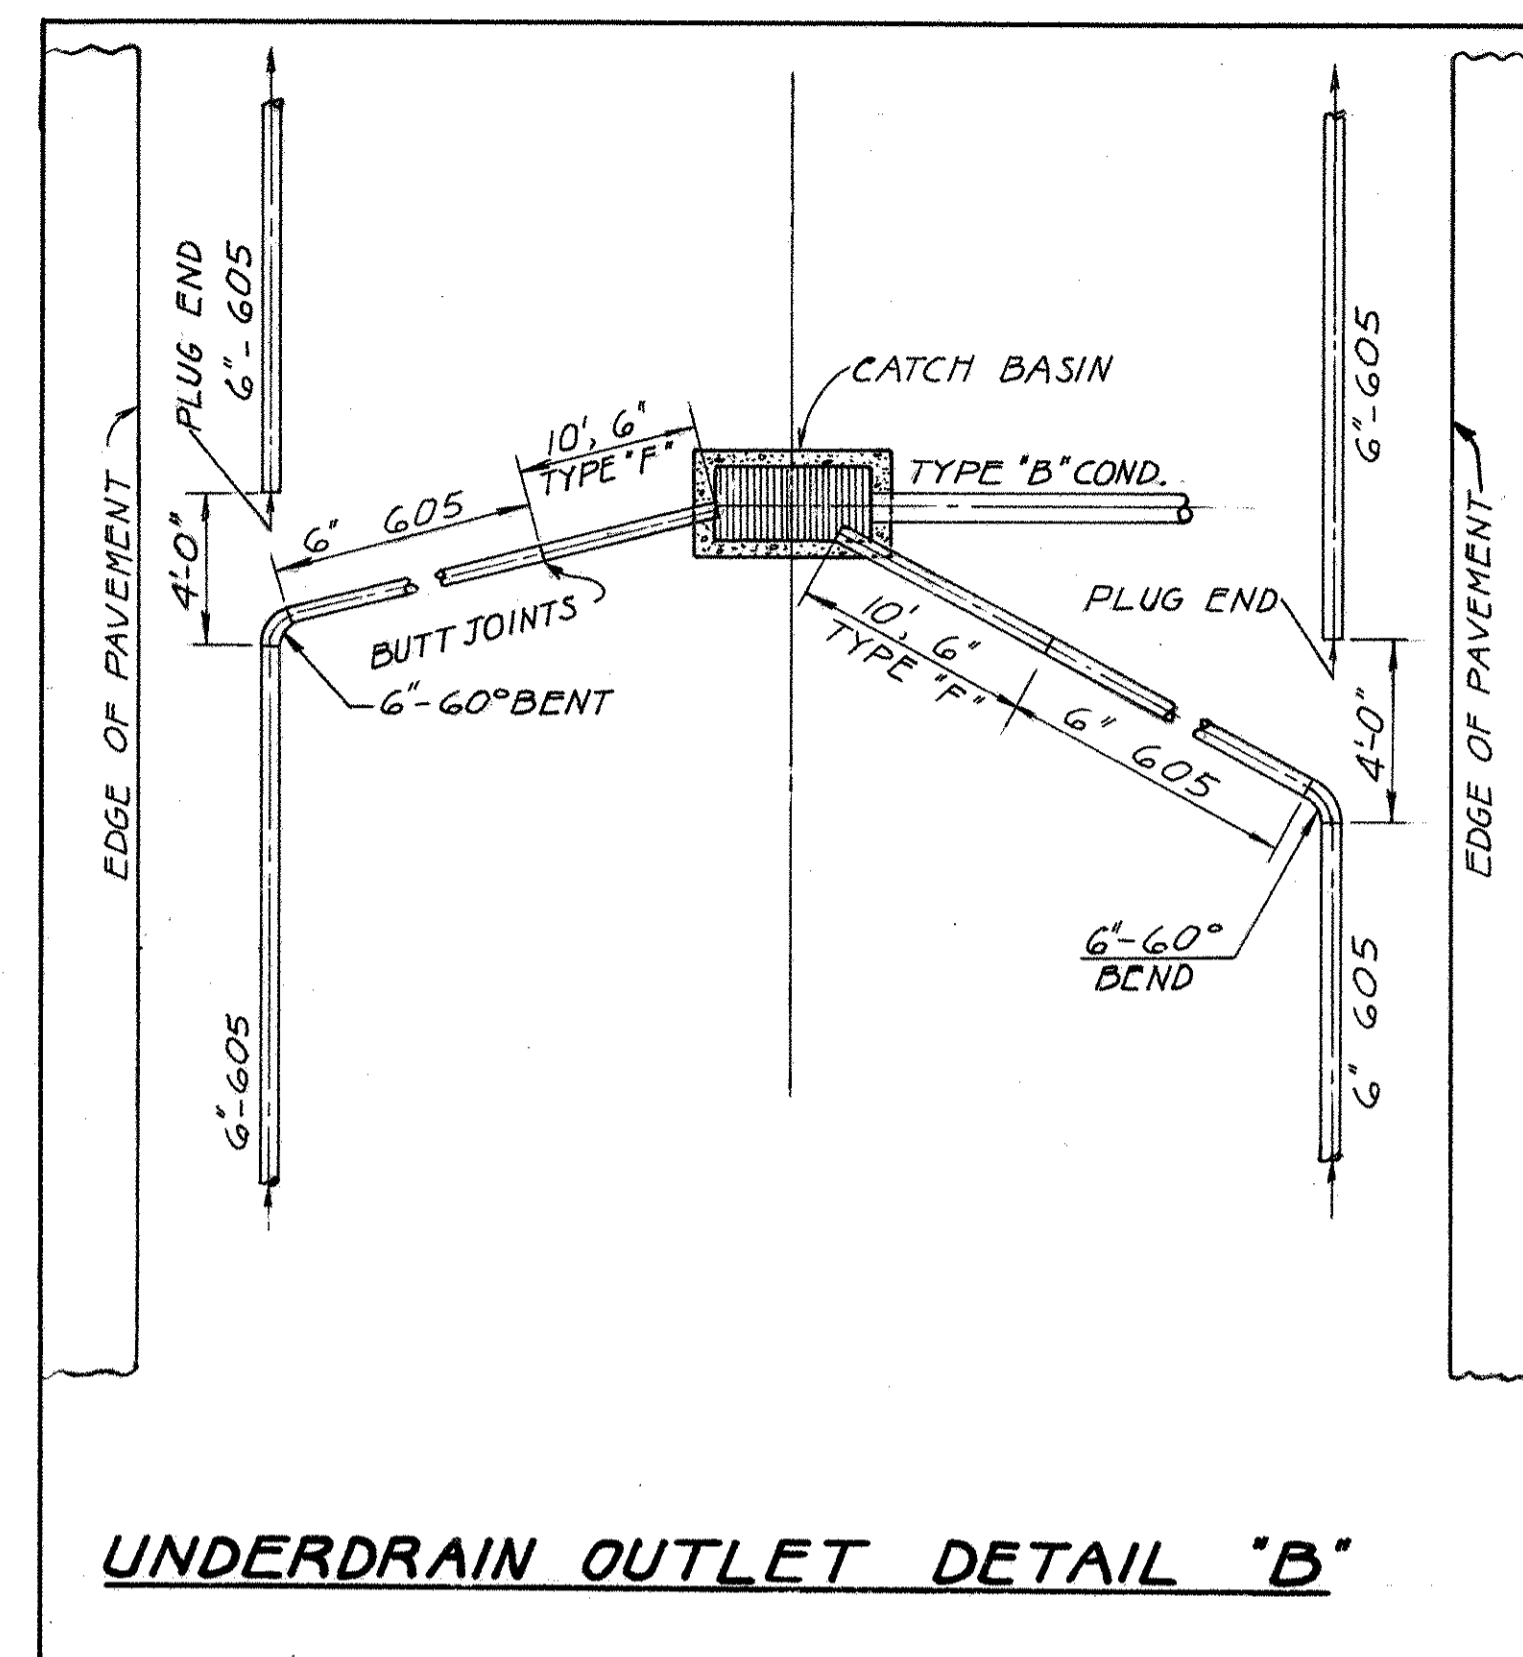 PLUG END
6"-605
EDGE OF PAVEMENT
4'-0"
6" 605
10', 6"
TYPE "F"
CATCH BASIN
TYPE "B" COND.
BUTT JOINTS
6"-60° BENT
6"-605
10', 6"
TYPE "F"
6" 605
PLUG END
6"-605
4'-0"
EDGE OF PAVEMENT
6"-60°
BEND
6" 605
UNDERDRAIN OUTLET DETAIL "B"